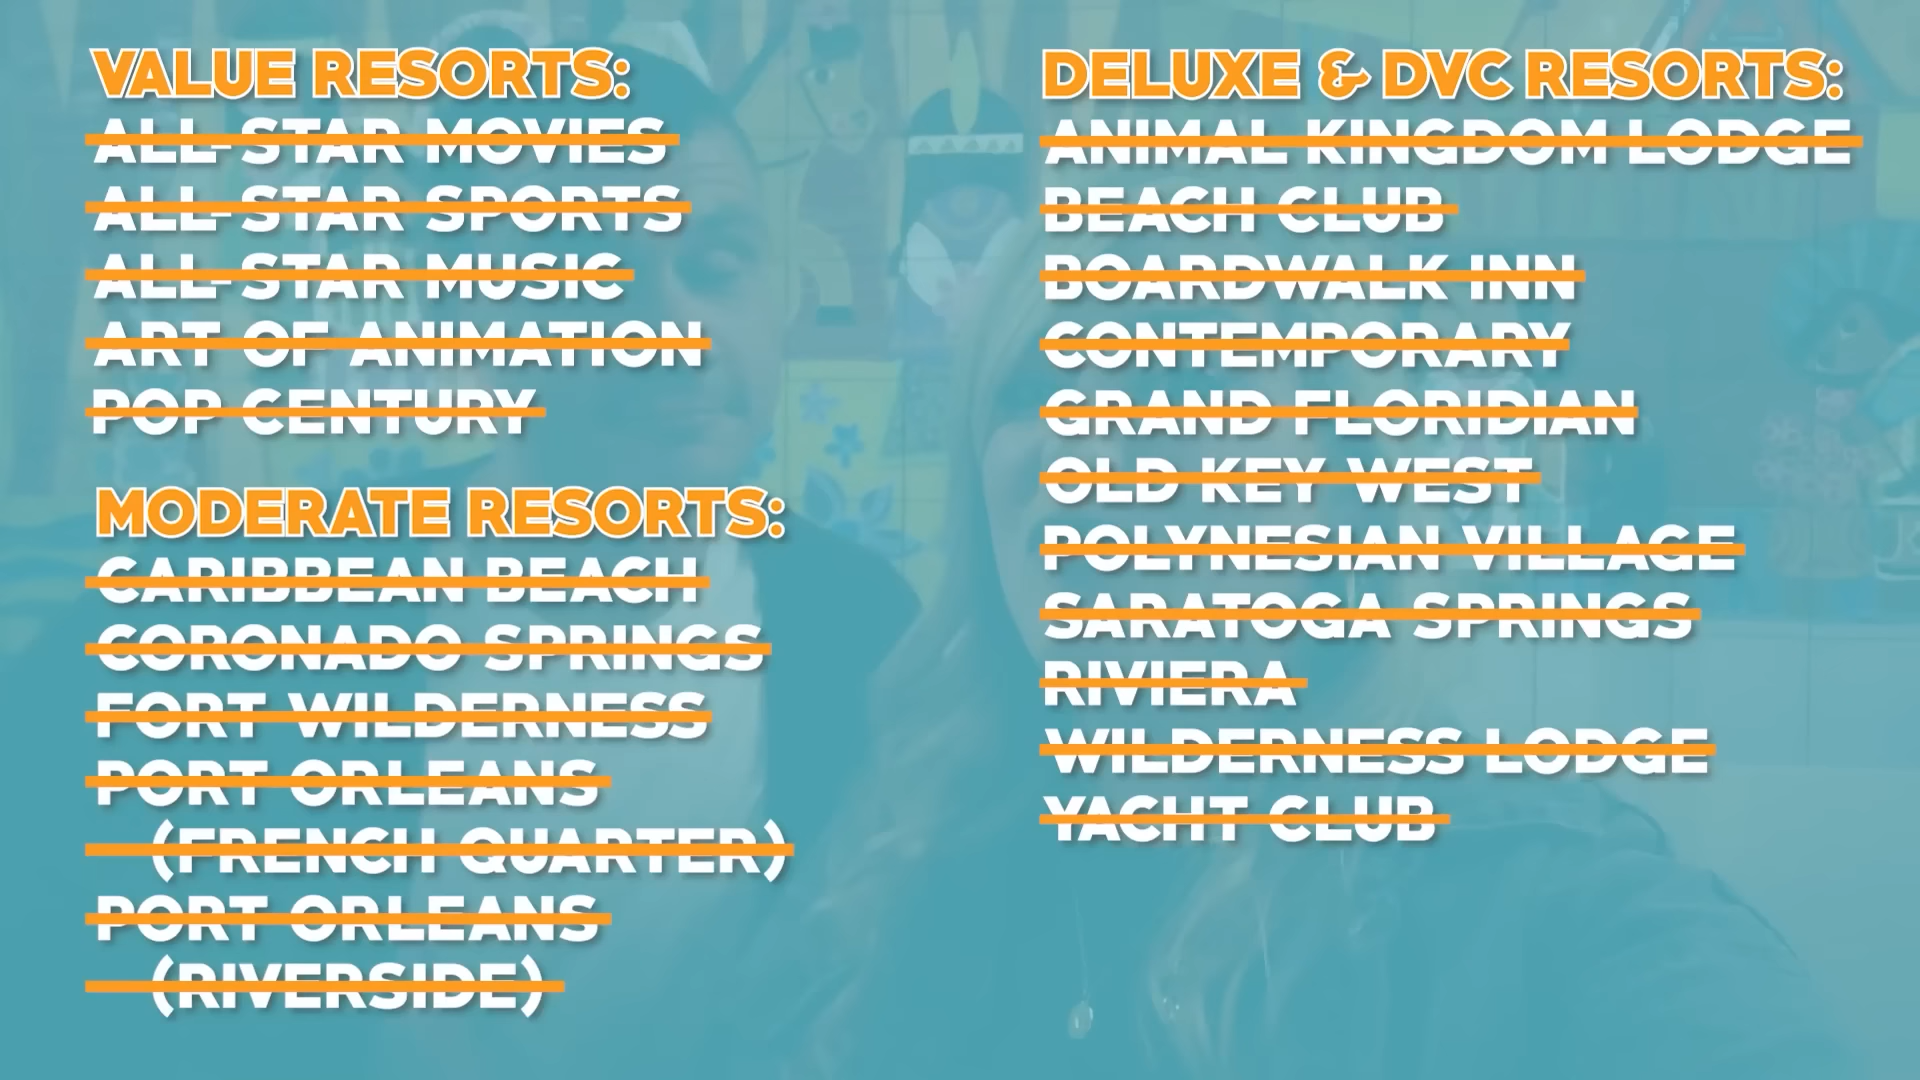 VALUE RESORTS:
ALL-STAR MOVIES
ALL-STAR SPORTS
ALL-STAR MUSIC
ART OF ANIMATION
POP CENTURY
MODERATE RESORTS:
CARIBBEAN BEACH
CORONADO SPRINGS
FORT WILDERNESS
PORT ORLEANS
(FRENCH QUARTER)
PORT ORLEANS
(RIVERSIDE)
DELUXE & DVC RESORTS:
ANIMAL KINGDOM LODGE
BEACH CLUB
BOARDWALK INN
CONTEMPORARY
GRAND FLORIDIAN
OLD KEY WEST
POLYNESIAN VILLAGE
SARATOGA SPRINGS
RIVIERA
WILDERNESS LODGE
YACHT CLUB